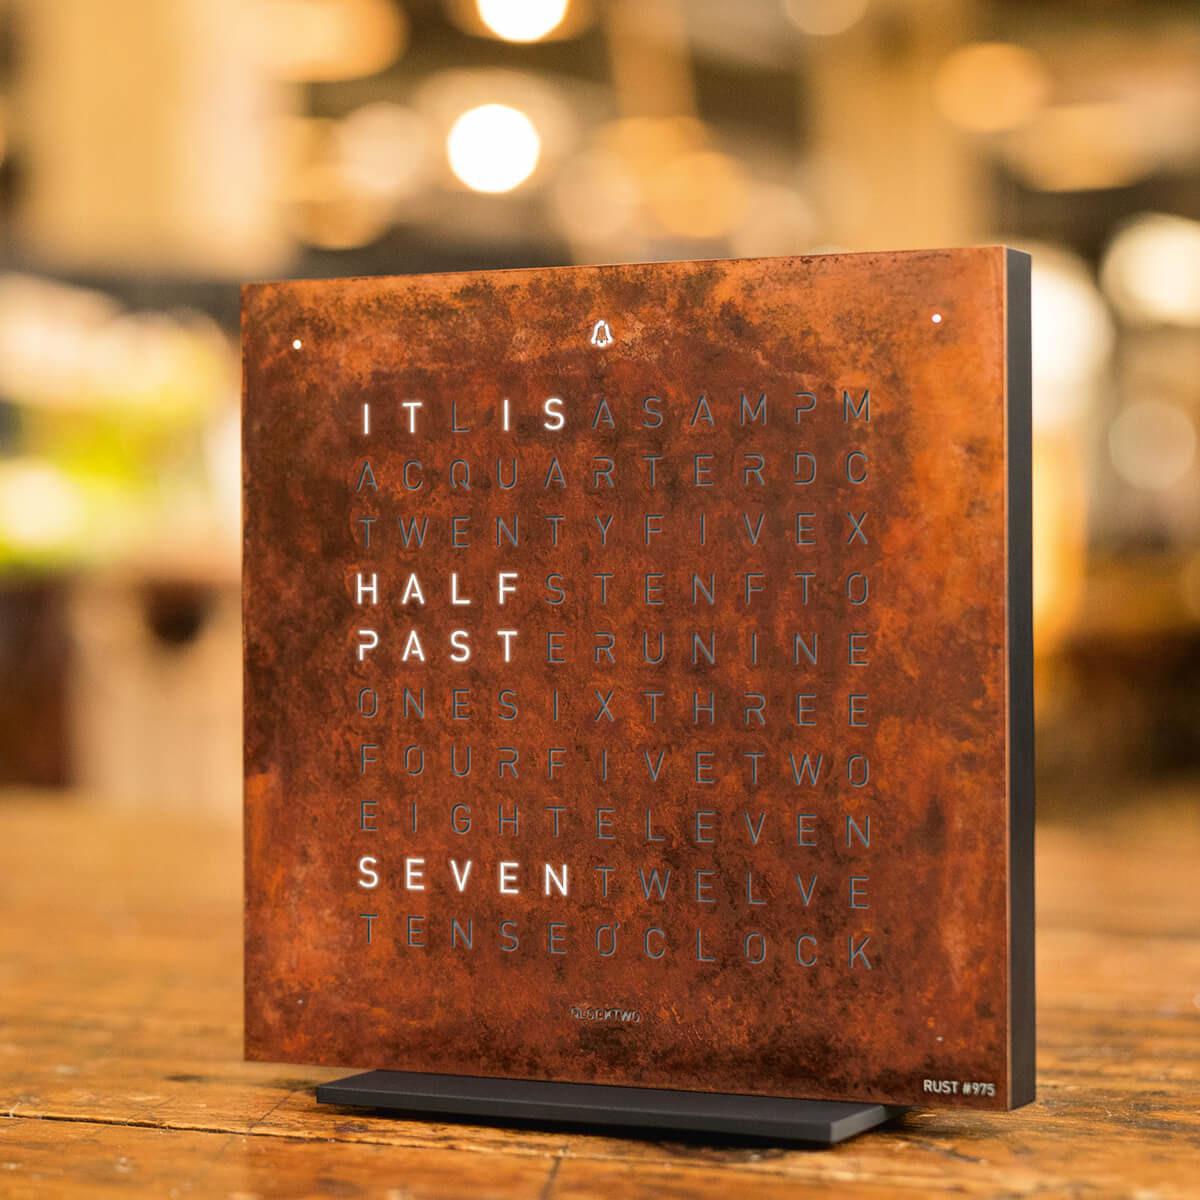 ITLISASAMPM
ACQUARTERDC
TWENTYFIVEX
HALFSTENFTO
PASTERUNINE
ONESIXTHREE
FOURFIVETWO
EIGHTELEVEN
SEVENTWELVE
TENSEO'CLOCK
QLOCKTWO
RUST #975